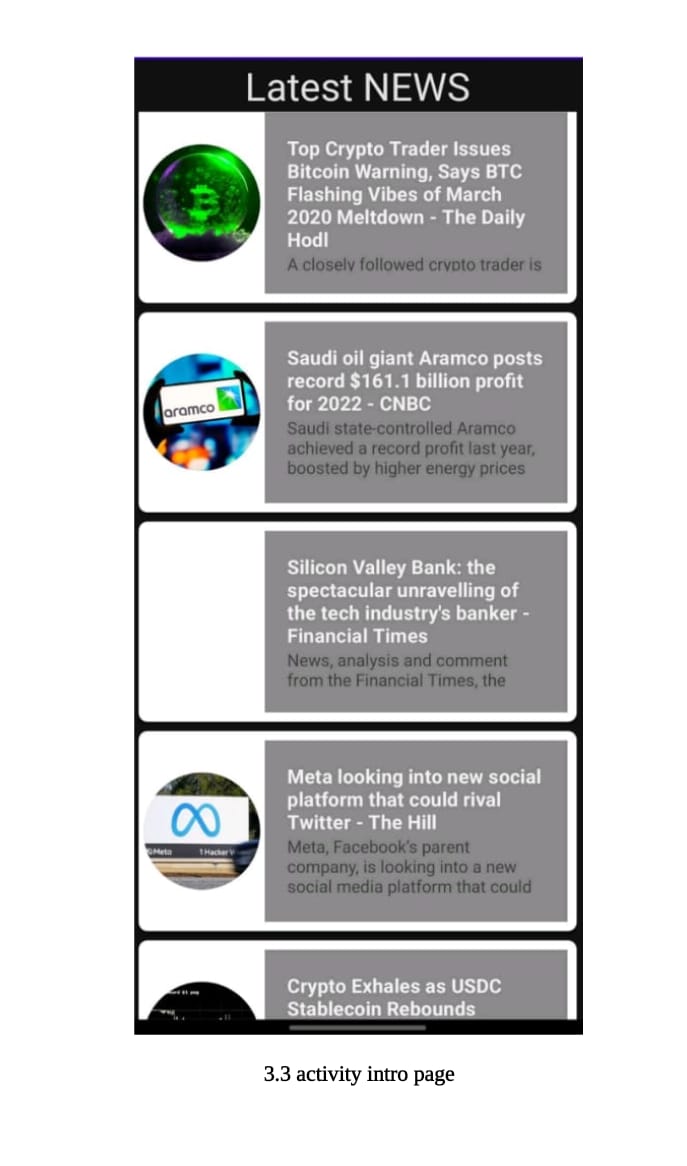 Latest NEWS
Top Crypto Trader Issues
Bitcoin Warning, Says BTC
Flashing Vibes of March
2020 Meltdown - The Daily
Hodl
A closely followed crypto trader is
aramco
Saudi oil giant Aramco posts
record $161.1 billion profit
for 2022 - CNBC
Saudi state-controlled Aramco
achieved a record profit last year,
boosted by higher energy prices
Silicon Valley Bank: the
spectacular unravelling of
the tech industry's banker -
Financial Times
News, analysis and comment
from the Financial Times, the
Meta looking into new social
platform that could rival
Twitter - The Hill
Meta, Facebook's parent
company, is looking into a new
social media platform that could
Meta 1 Hacker
Crypto Exhales as USDC
Stablecoin Rebounds
3.3 activity intro page